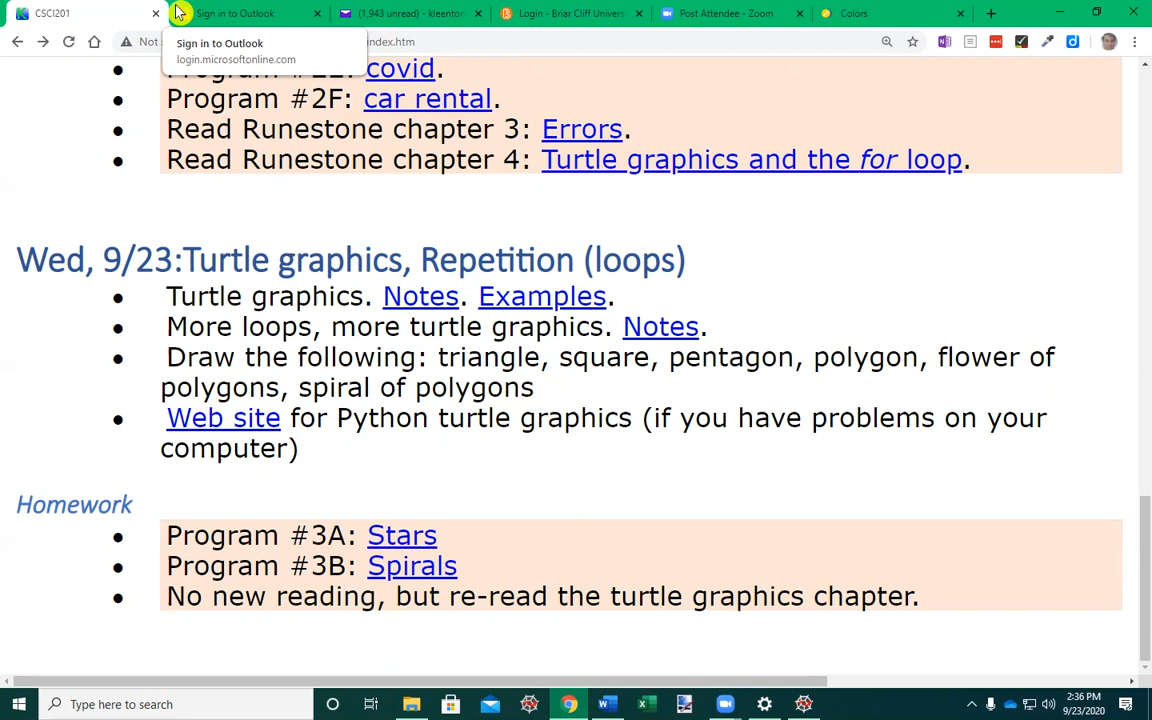 CSCI201
Sign in to Outlook
(1,943 unread) - kleentom
Login - Briar Cliff Univers
Post Attendee - Zoom
Colors
Not
index.htm
Sign in to Outlook
login.microsoftonline.com
covid.
Program #2F: car rental.
Read Runestone chapter 3: Errors.
Read Runestone chapter 4: Turtle graphics and the for loop.
Wed, 9/23:Turtle graphics, Repetition (loops)
Turtle graphics. Notes. Examples.
More loops, more turtle graphics. Notes.
Draw the following: triangle, square, pentagon, polygon, flower of
polygons, spiral of polygons
Web site for Python turtle graphics (if you have problems on your
computer)
Homework
Program #3A: Stars
Program #3B: Spirals
No new reading, but re-read the turtle graphics chapter.
Type here to search
2:36 PM
9/23/2020